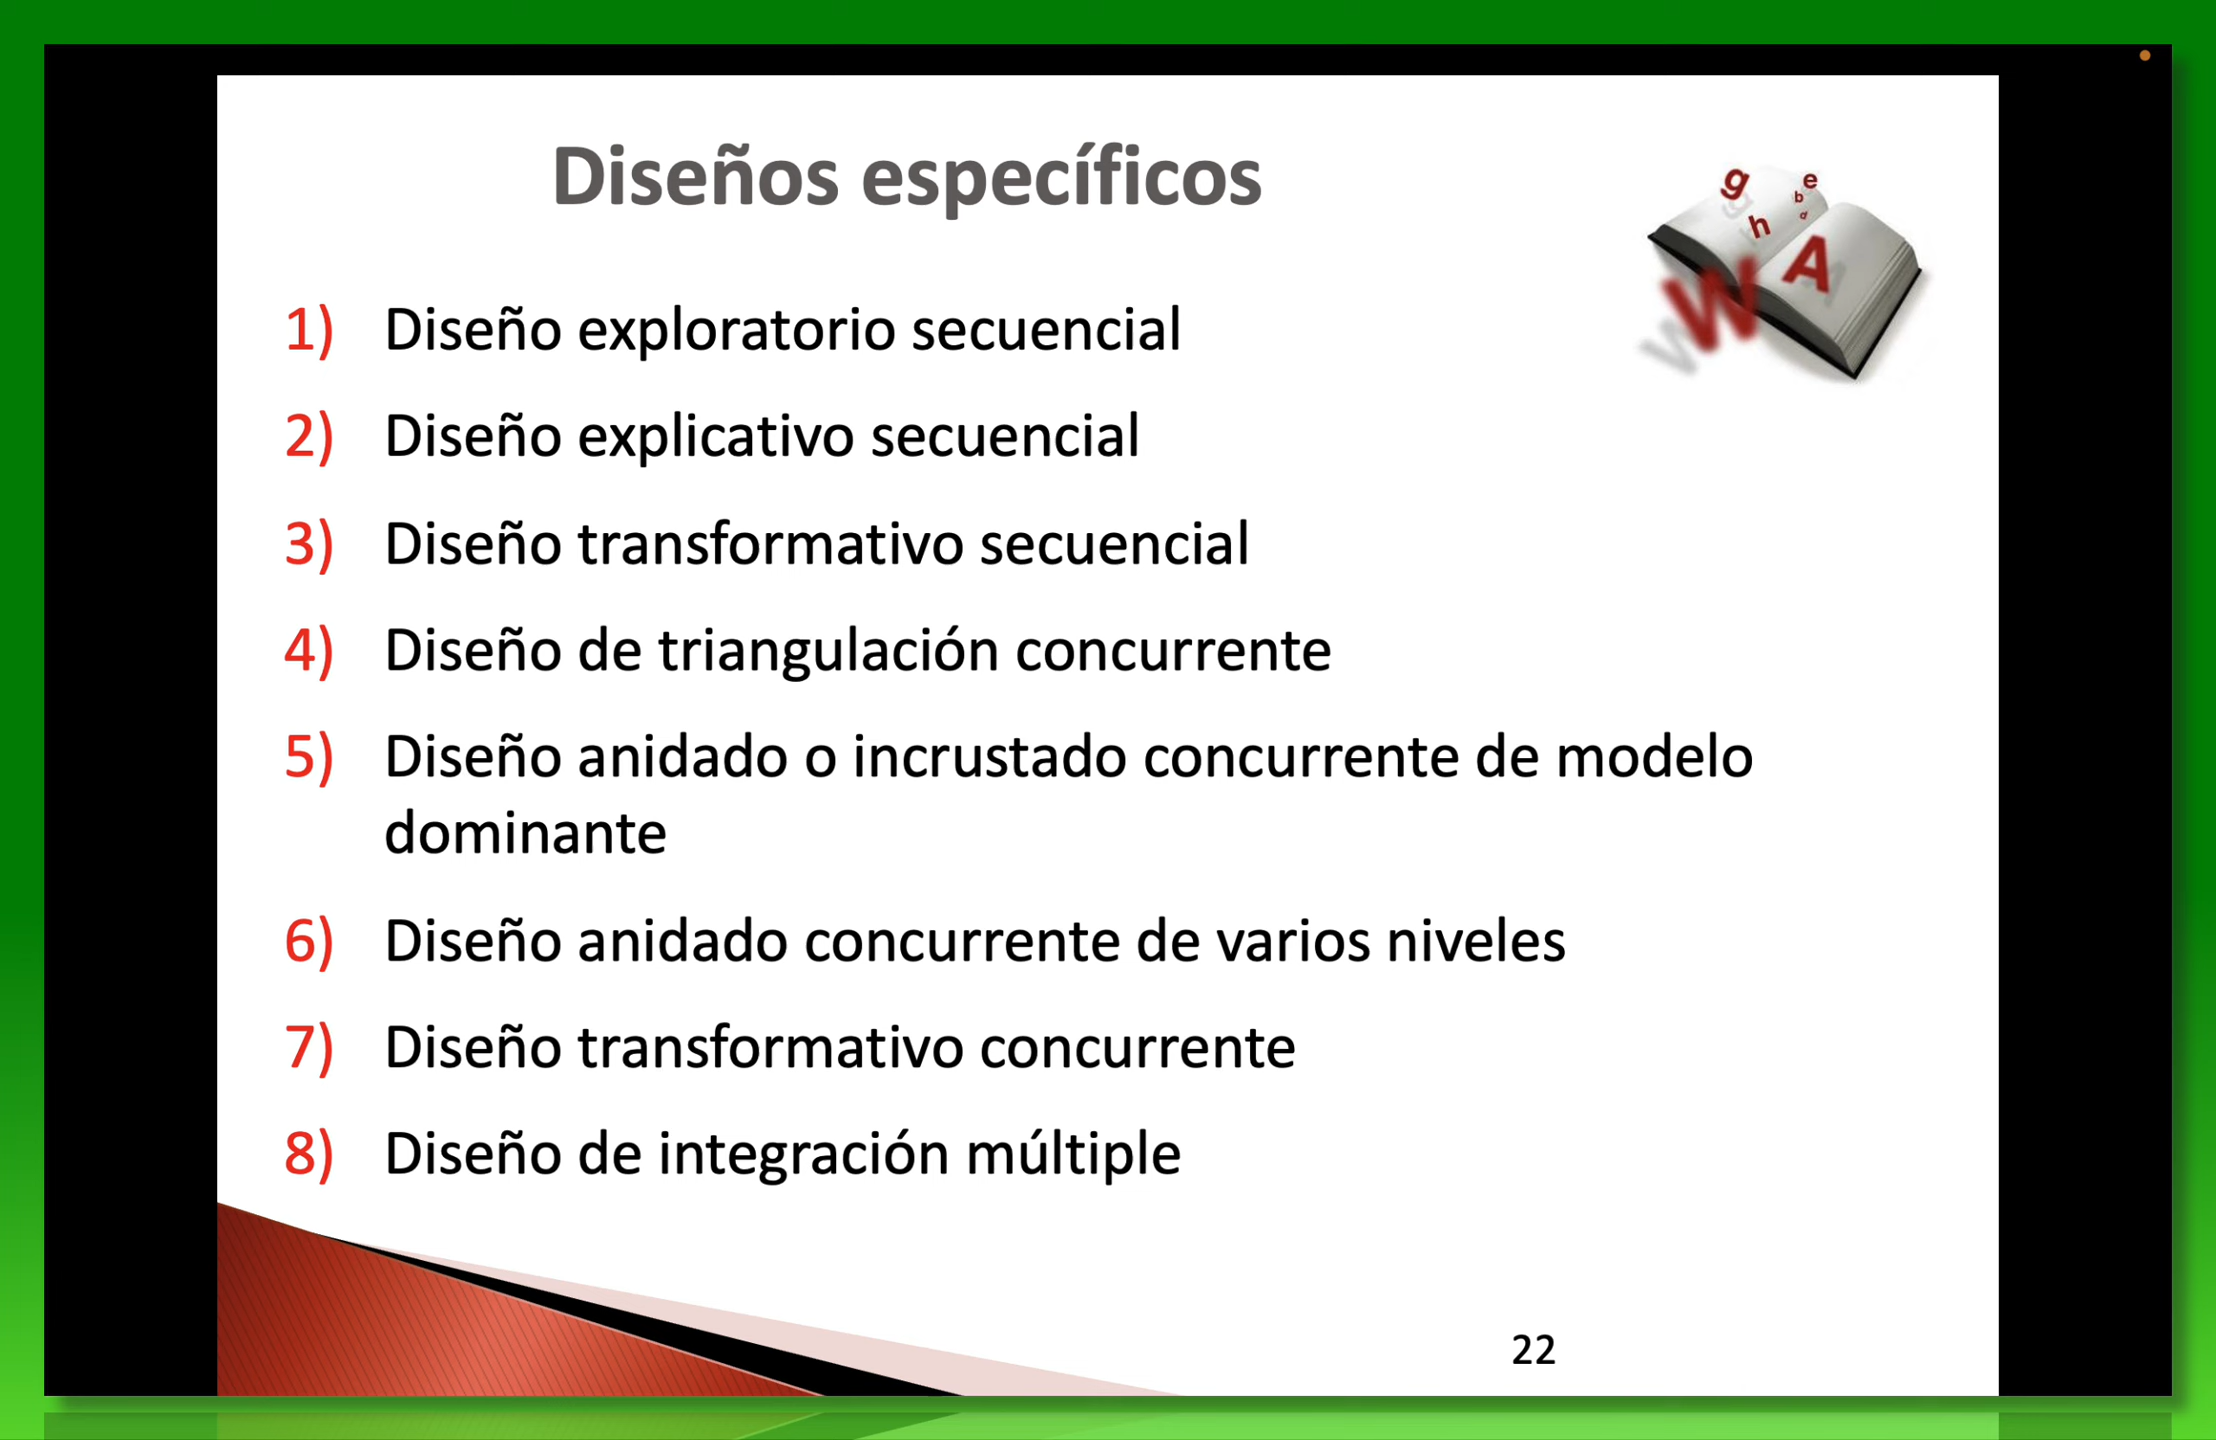 Diseños específicos
g
e
b
d
h
A
W
1) Diseño exploratorio secuencial
2) Diseño explicativo secuencial
3) Diseño transformativo secuencial
4) Diseño de triangulación concurrente
5) Diseño anidado o incrustado concurrente de modelo
dominante
6) Diseño anidado concurrente de varios niveles
7) Diseño transformativo concurrente
8) Diseño de integración múltiple
22